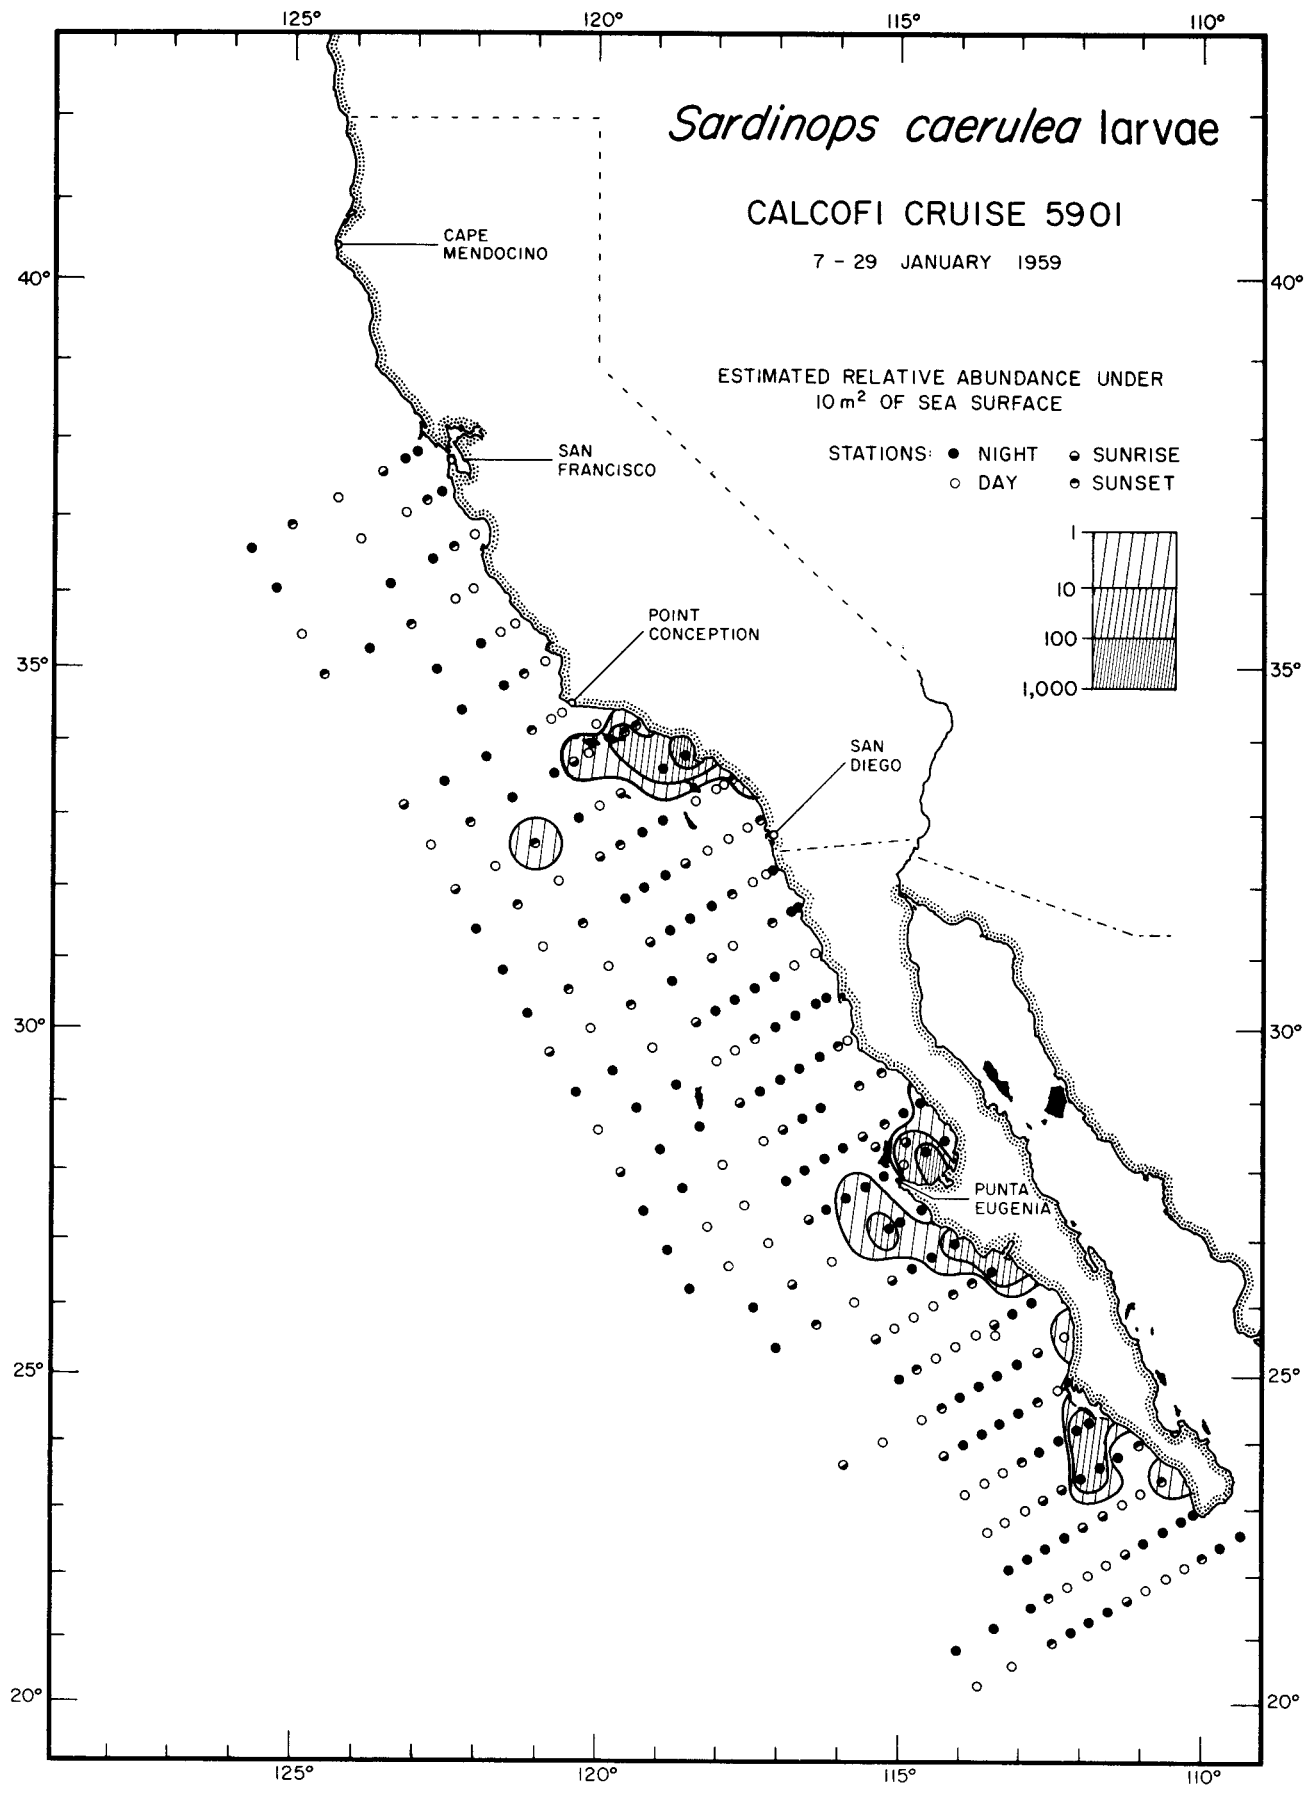 125° 120° 115° 110°
Sardinops caerulea larvae
CALCOFI CRUISE 5901
7 - 29 JANUARY 1959
CAPE
MENDOCINO
40° 40°
ESTIMATED RELATIVE ABUNDANCE UNDER
10 m² OF SEA SURFACE
STATIONS: NIGHT SUNRISE
DAY SUNSET
SAN
FRANCISCO
1
10
100
1,000
POINT
CONCEPTION
35° 35°
SAN
DIEGO
30° 30°
PUNTA
EUGENIA
25° 25°
20° 20°
125° 120° 115° 110°